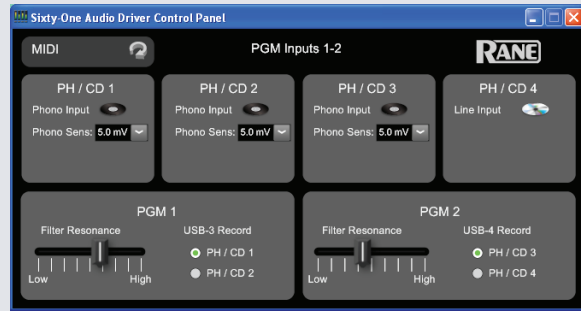 Sixty-One Audio Driver Control Panel
MIDI
PGM Inputs 1-2
RANE
PH / CD 1
Phono Input
Phono Sens: 5.0 mV
PH / CD 2
Phono Input
Phono Sens: 5.0 mV
PH / CD 3
Phono Input
Phono Sens: 5.0 mV
PH / CD 4
Line Input
PGM 1
Filter Resonance
Low High
USB-3 Record
PH / CD 1
PH / CD 2
PGM 2
Filter Resonance
Low High
USB-4 Record
PH / CD 3
PH / CD 4